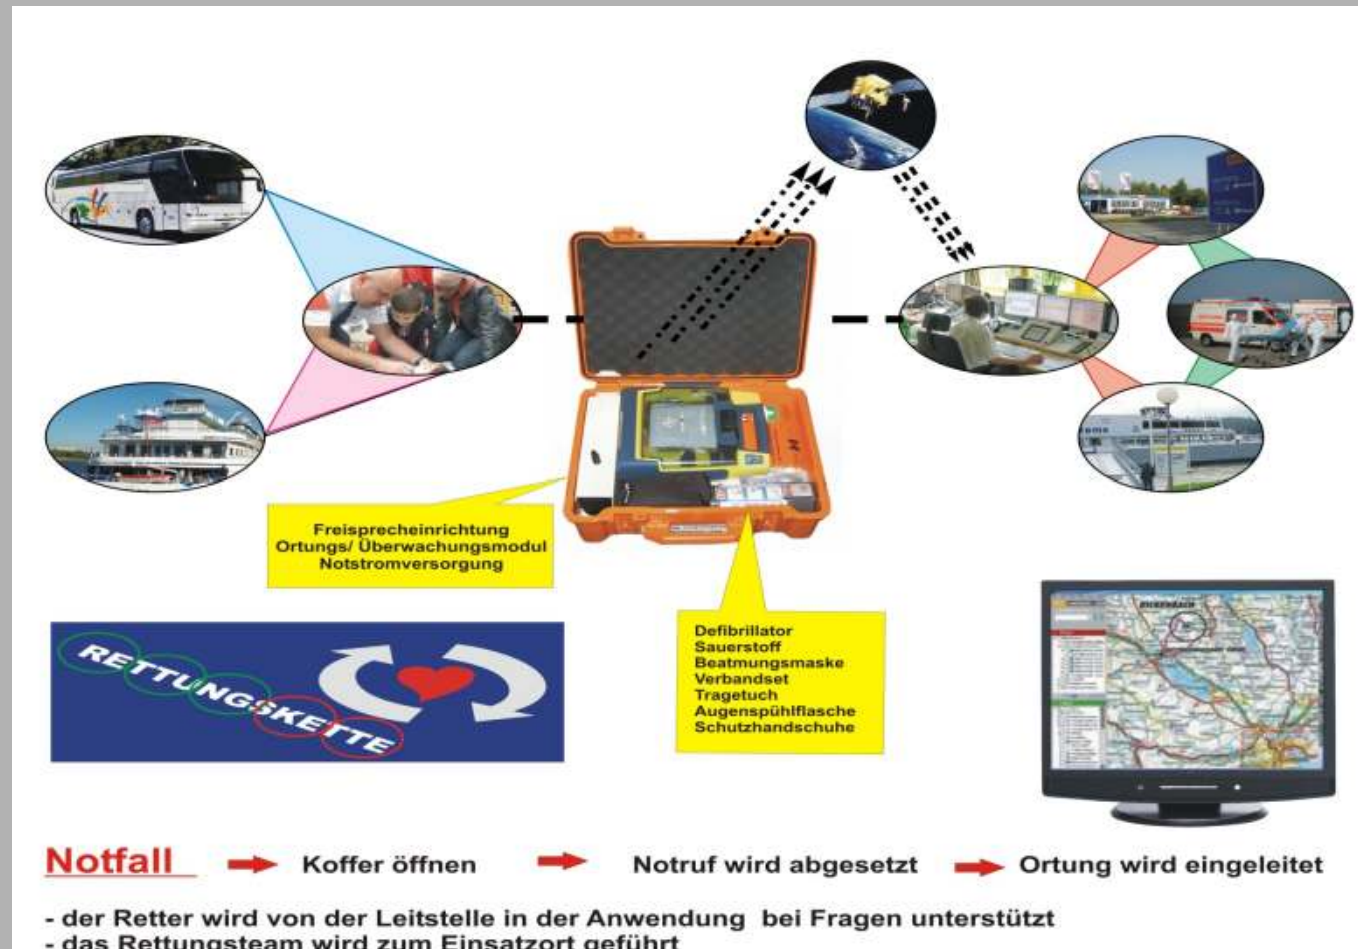 Freisprecheinrichtung
Ortungs/ Überwachungsmodul
Notstromversorgung
RETTUNGSKETTE
Defibrillator
Sauerstoff
Beatmungsmaske
Verbandset
Tragetuch
Augenspühlflasche
Schutzhandschuhe
BICKENBACH
Notfall Koffer öffnen Notruf wird abgesetzt Ortung wird eingeleitet
- der Retter wird von der Leitstelle in der Anwendung bei Fragen unterstützt
- das Rettungsteam wird zum Einsatzort geführt